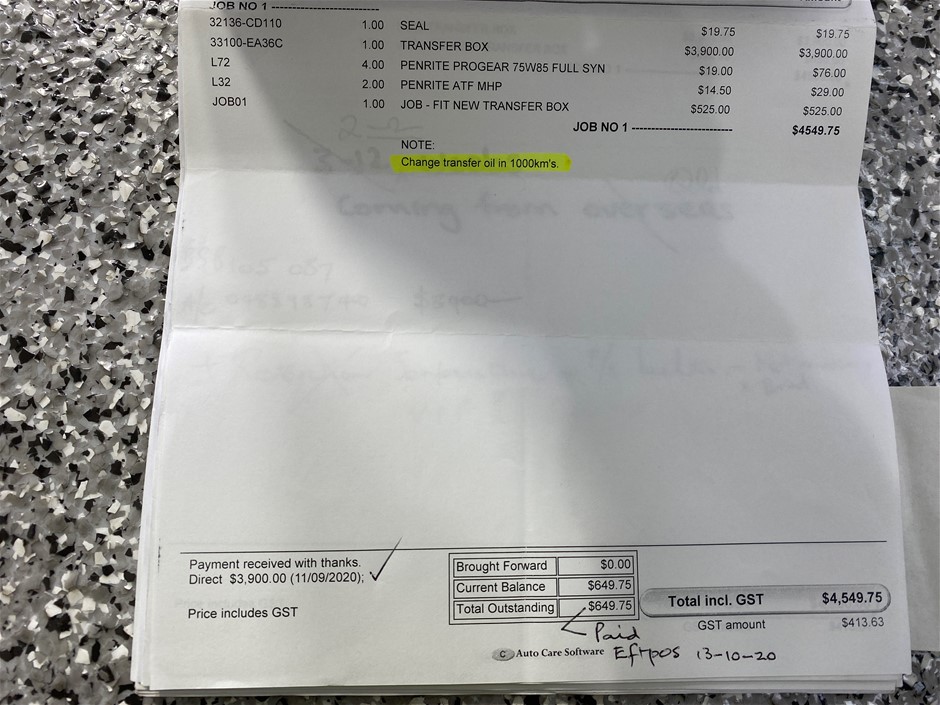 JOB NO 1 --------------------------
32136-CD110 1.00 SEAL $19.75 $19.75
33100-EA36C 1.00 TRANSFER BOX $3,900.00 $3,900.00
L72 4.00 PENRITE PROGEAR 75W85 FULL SYN $19.00 $76.00
L32 2.00 PENRITE ATF MHP $14.50 $29.00
JOB01 1.00 JOB - FIT NEW TRANSFER BOX $525.00 $525.00
JOB NO 1 -------------------------- $4549.75
NOTE:
Change transfer oil in 1000km's.
coming from overseas
Payment received with thanks.
Direct $3,900.00 (11/09/2020);
Price includes GST
Brought Forward $0.00
Current Balance $649.75
Total Outstanding $649.75
Total incl. GST $4,549.75
GST amount $413.63
Paid
C Auto Care Software Eftpos 13-10-20